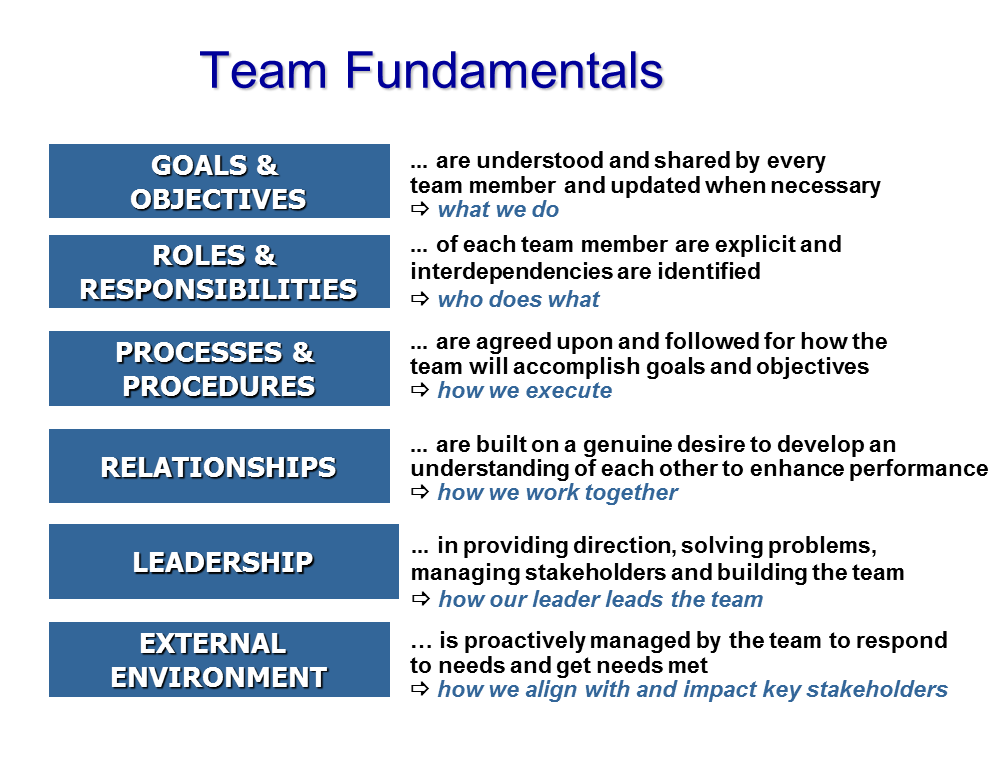 Team Fundamentals
GOALS &
OBJECTIVES
... are understood and shared by every
team member and updated when necessary
⇨ what we do
ROLES &
RESPONSIBILITIES
... of each team member are explicit and
interdependencies are identified
⇨ who does what
PROCESSES &
PROCEDURES
... are agreed upon and followed for how the
team will accomplish goals and objectives
⇨ how we execute
RELATIONSHIPS
... are built on a genuine desire to develop an
understanding of each other to enhance performance
⇨ how we work together
LEADERSHIP
... in providing direction, solving problems,
managing stakeholders and building the team
⇨ how our leader leads the team
EXTERNAL
ENVIRONMENT
… is proactively managed by the team to respond
to needs and get needs met
⇨ how we align with and impact key stakeholders